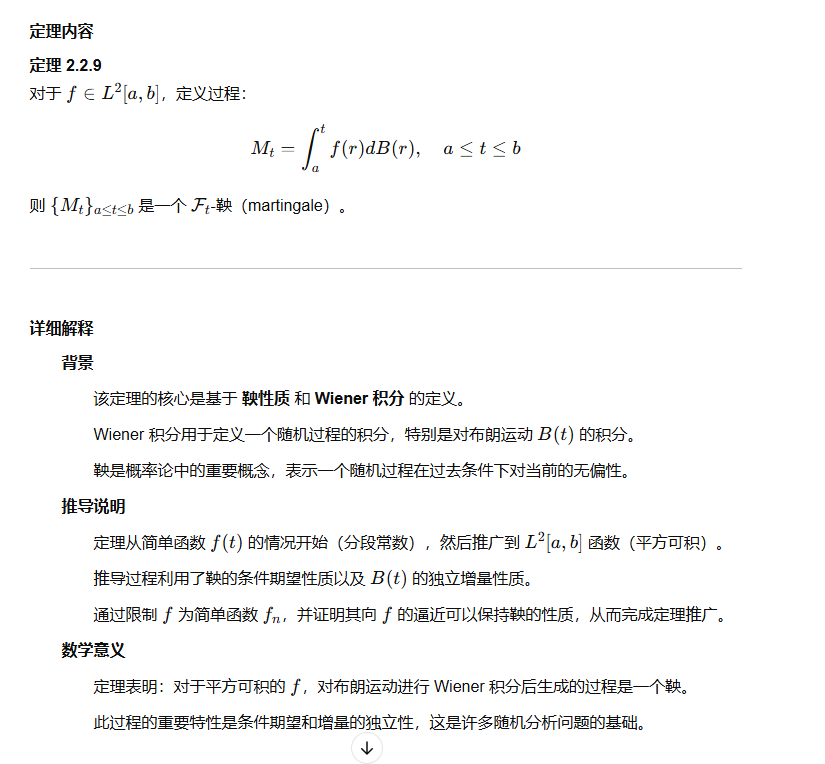 定理内容
定理 2.2.9
对于 f ∈ L²[a, b]，定义过程：
M_t = ∫_a^t f(r)dB(r),  a ≤ t ≤ b
则 {M_t}_{a≤t≤b} 是一个 𝓕_t-鞅（martingale）。
详细解释
背景
该定理的核心是基于 鞅性质 和 Wiener 积分 的定义。
Wiener 积分用于定义一个随机过程的积分，特别是对布朗运动 B(t) 的积分。
鞅是概率论中的重要概念，表示一个随机过程在过去条件下对当前的无偏性。
推导说明
定理从简单函数 f(t) 的情况开始（分段常数），然后推广到 L²[a, b] 函数（平方可积）。
推导过程利用了鞅的条件期望性质以及 B(t) 的独立增量性质。
通过限制 f 为简单函数 f_n，并证明其向 f 的逼近可以保持鞅的性质，从而完成定理推广。
数学意义
定理表明：对于平方可积的 f，对布朗运动进行 Wiener 积分后生成的过程是一个鞅。
此过程的重要特性是条件期望和增量的独立性，这是许多随机分析问题的基础。